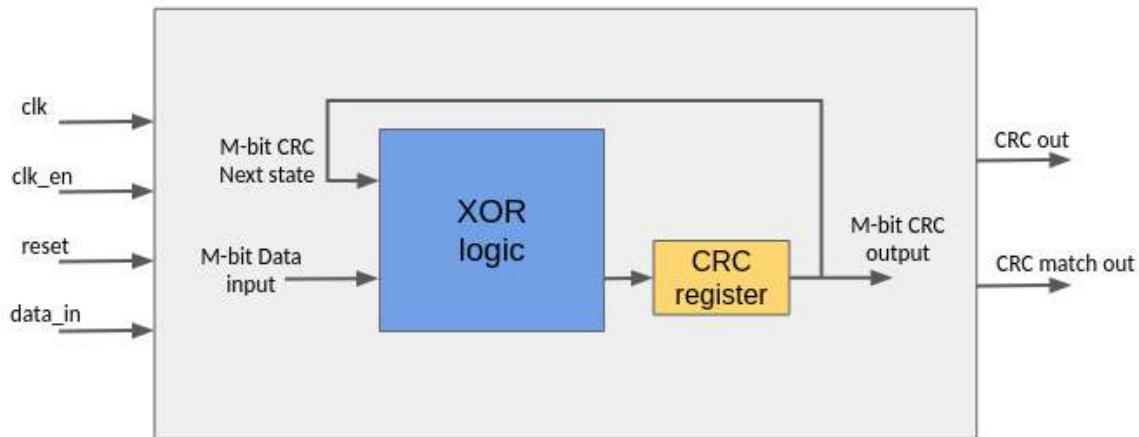 clk
clk_en
reset
data_in
M-bit CRC
Next state
M-bit Data
input
XOR
logic
CRC
register
M-bit CRC
output
CRC out
CRC match out